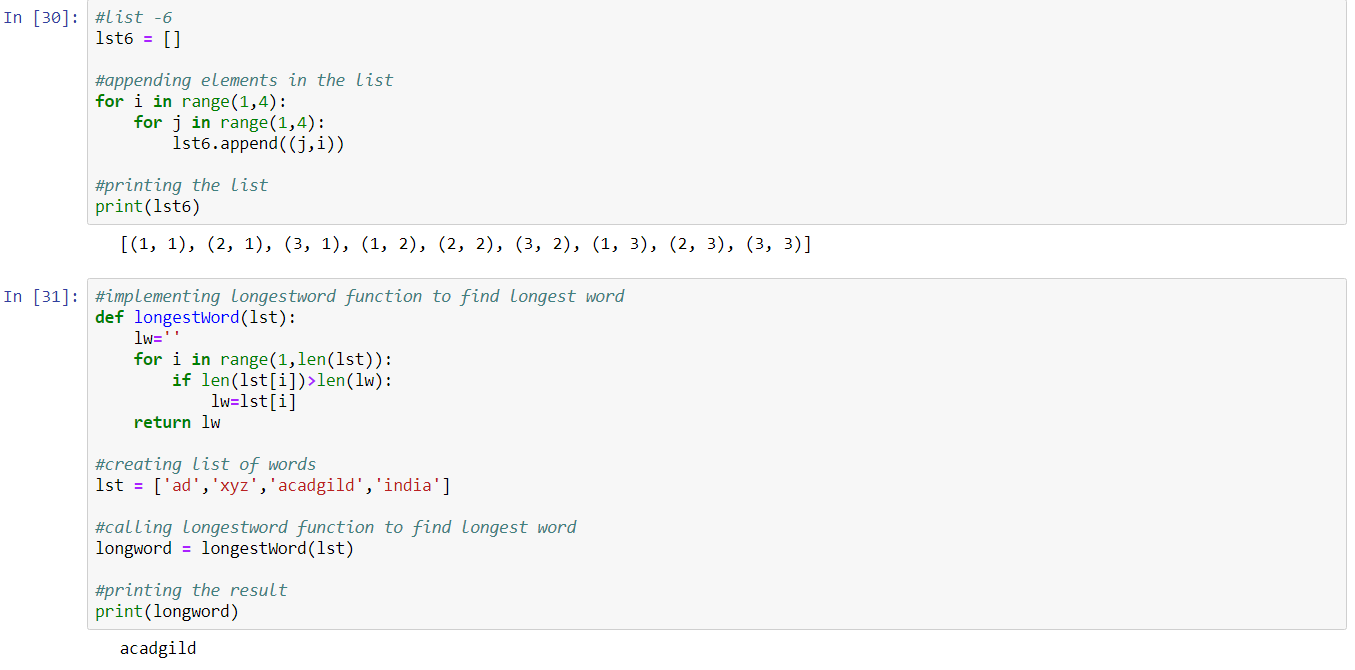 In [30]: #list -6
lst6 = []
#appending elements in the list
for i in range(1,4):
    for j in range(1,4):
        lst6.append((j,i))
#printing the list
print(lst6)
[(1, 1), (2, 1), (3, 1), (1, 2), (2, 2), (3, 2), (1, 3), (2, 3), (3, 3)]
In [31]: #implementing longestword function to find longest word
def longestWord(lst):
    lw=''
    for i in range(1,len(lst)):
        if len(lst[i])>len(lw):
            lw=lst[i]
    return lw
#creating list of words
lst = ['ad','xyz','acadgild','india']
#calling longestword function to find longest word
longword = longestWord(lst)
#printing the result
print(longword)
acadgild